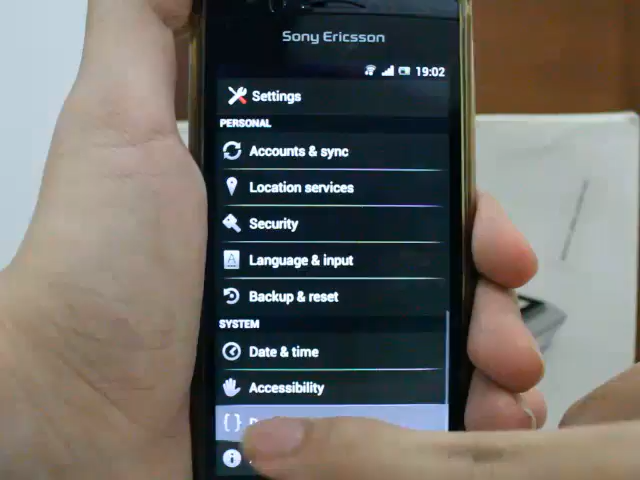 Sony Ericsson
19:02
Settings
PERSONAL
Accounts & sync
Location services
Security
Language & input
Backup & reset
SYSTEM
Date & time
Accessibility
{ }